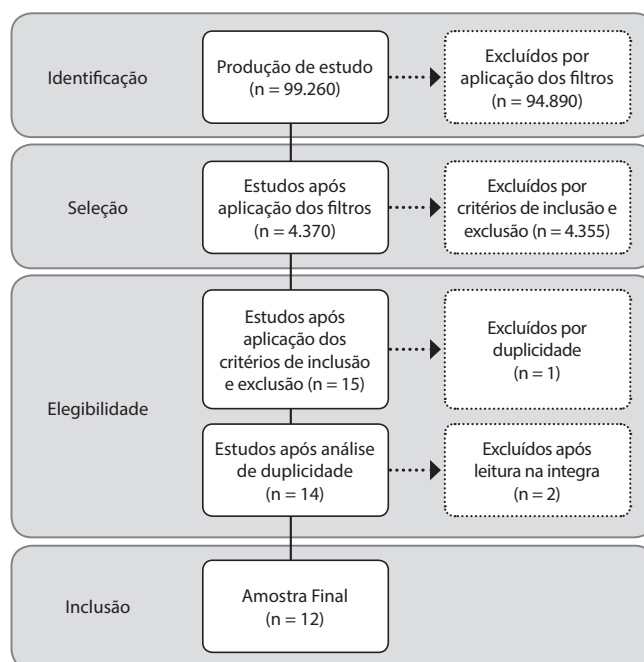 Identificação
Produção de estudo
(n = 99.260)
Excluídos por
aplicação dos filtros
(n = 94.890)
Seleção
Estudos após
aplicação dos filtros
(n = 4.370)
Excluídos por
critérios de inclusão e
exclusão (n = 4.355)
Elegibilidade
Estudos após
aplicação dos
critérios de inclusão
e exclusão (n = 15)
Excluídos por
duplicidade
(n = 1)
Estudos após análise
de duplicidade
(n = 14)
Excluídos após
leitura na integra
(n = 2)
Inclusão
Amostra Final
(n = 12)